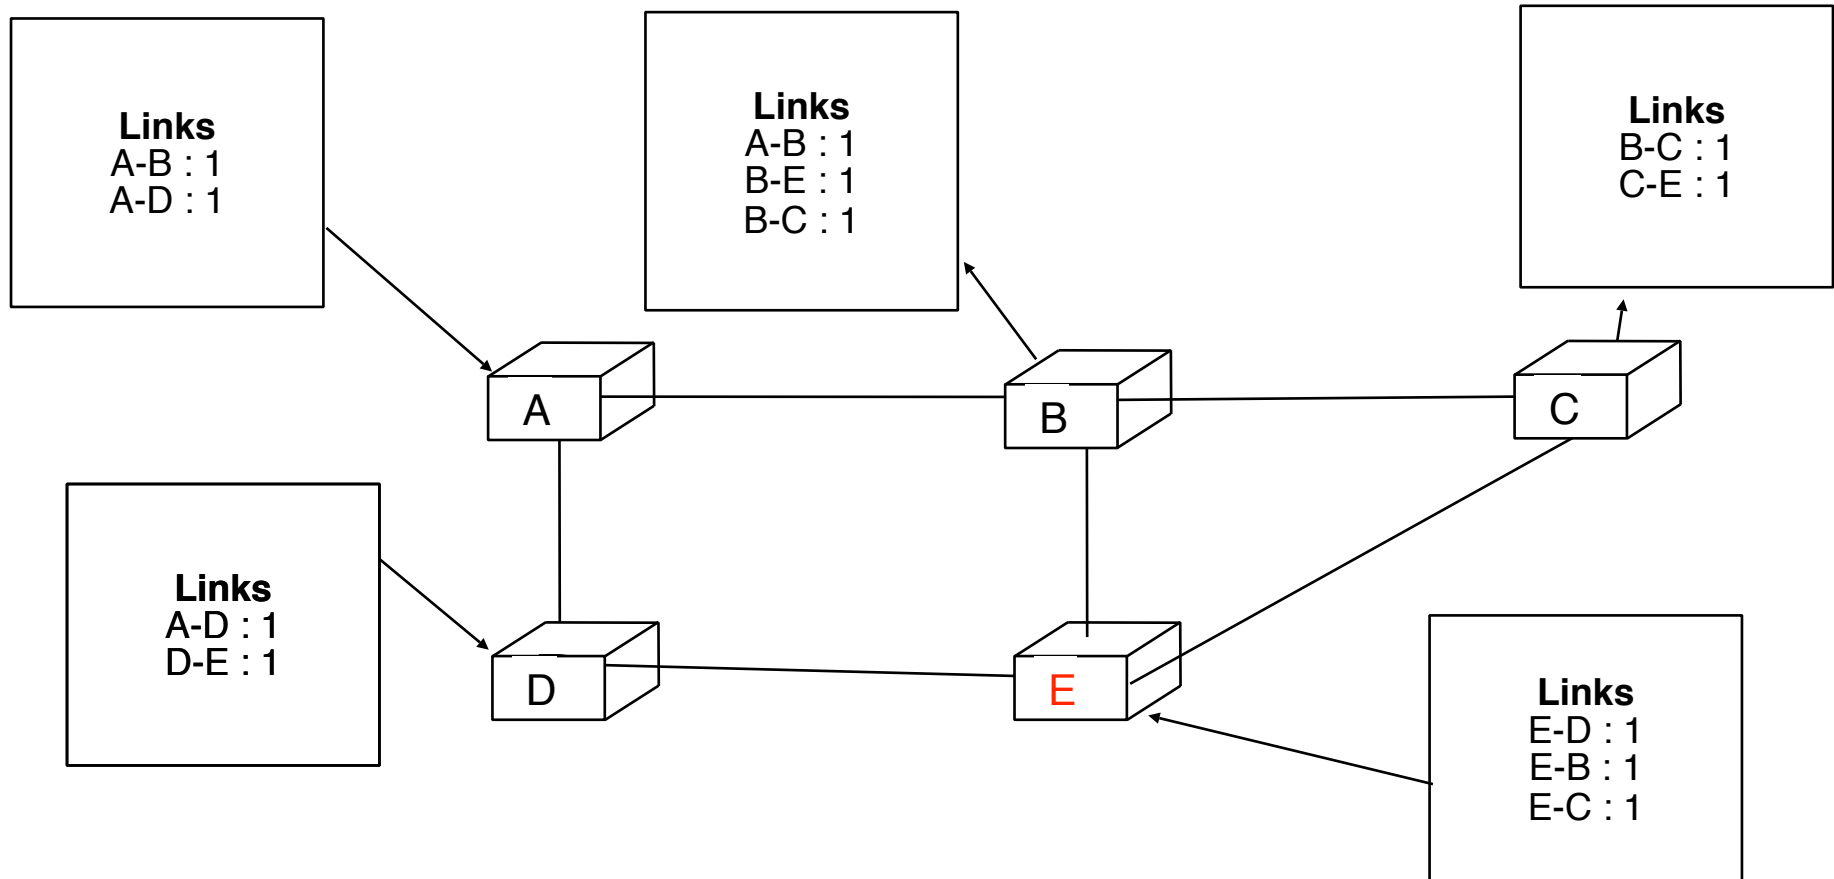 Links
A-B : 1
A-D : 1
Links
A-B : 1
B-E : 1
B-C : 1
Links
B-C : 1
C-E : 1
A
B
C
Links
A-D : 1
D-E : 1
D
E
Links
E-D : 1
E-B : 1
E-C : 1